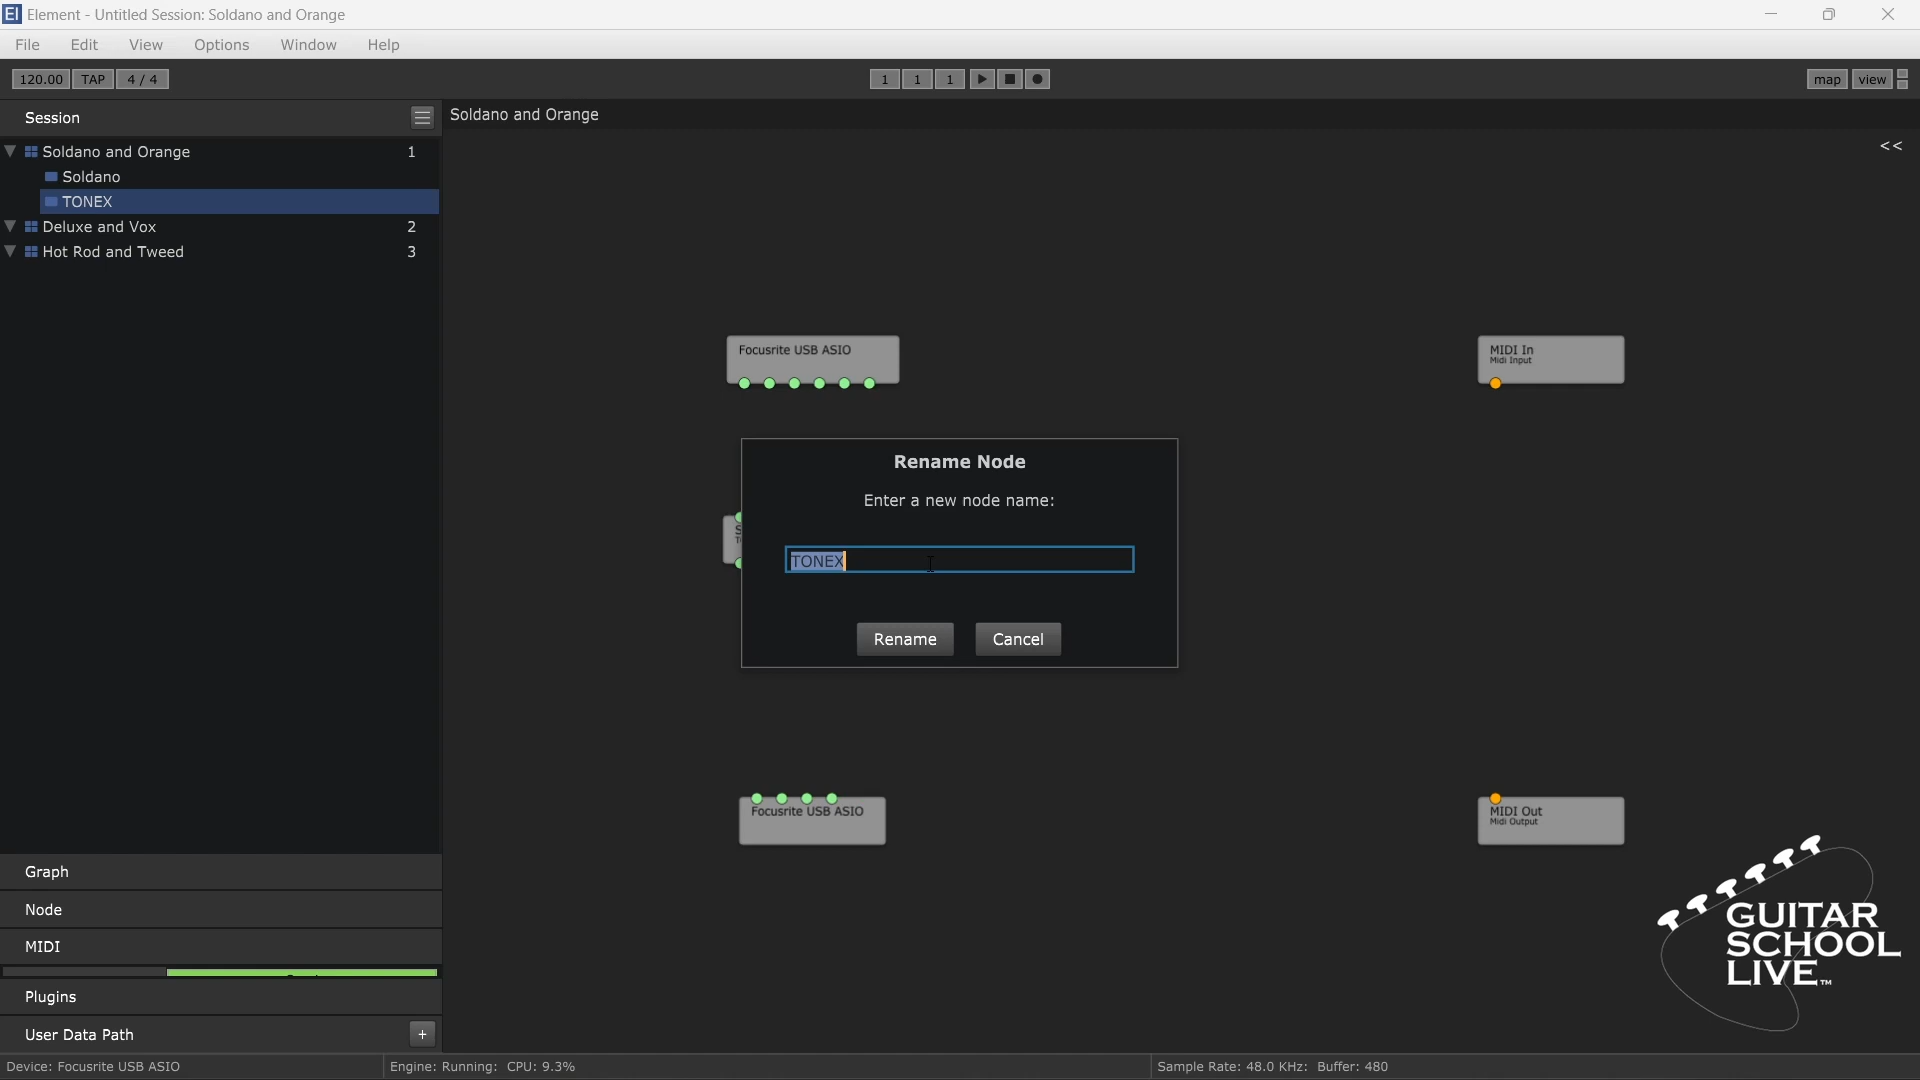 EI Element - Untitled Session: Soldano and Orange
File Edit View Options Window Help
120.00 TAP 4 / 4 1 1 1 map view
Session
Soldano and Orange
<<
Soldano and Orange 1
Soldano
TONEX
Deluxe and Vox 2
Hot Rod and Tweed 3
Focusrite USB ASIO
MIDI In
Midi Input
Rename Node
Enter a new node name:
TONEX
Rename Cancel
Focusrite USB ASIO
MIDI Out
Midi Output
Graph
Node
MIDI
Plugins
User Data Path +
GUITAR
SCHOOL
LIVE™
Device: Focusrite USB ASIO Engine: Running: CPU: 9.3% Sample Rate: 48.0 KHz: Buffer: 480